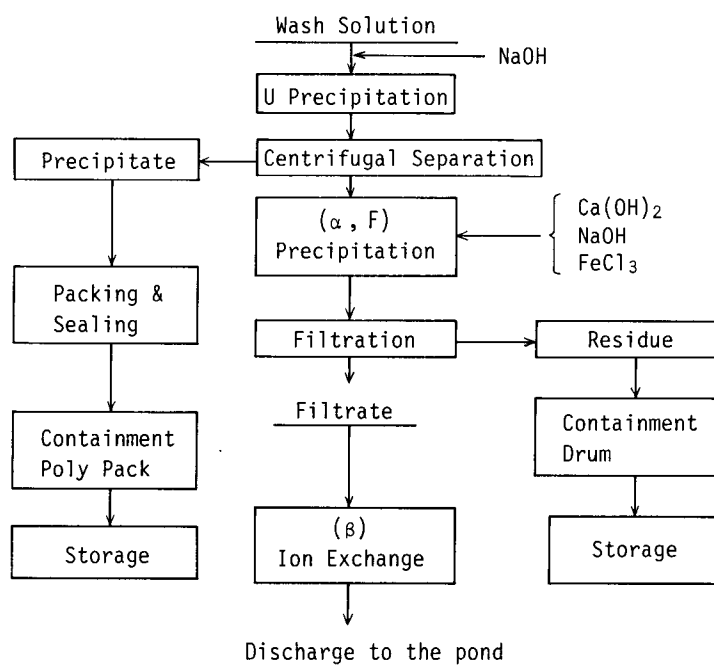 Wash Solution
NaOH
U Precipitation
Precipitate
Centrifugal Separation
(α , F)
Precipitation
Ca(OH)₂
NaOH
FeCl₃
Packing &
Sealing
Filtration
Residue
Filtrate
Containment
Poly Pack
Containment
Drum
(β)
Ion Exchange
Storage
Storage
Discharge to the pond